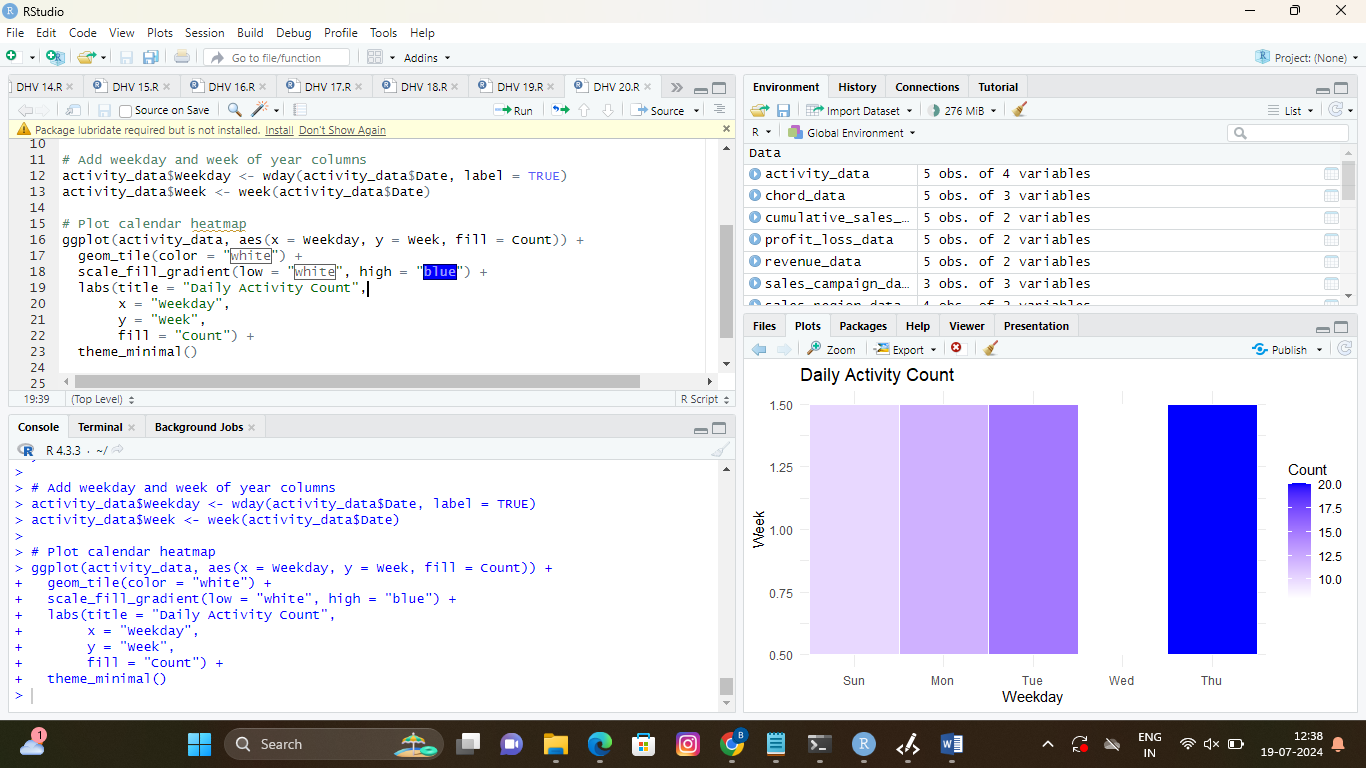 RStudio
File Edit Code View Plots Session Build Debug Profile Tools Help
Go to file/function Addins Project: (None)
DHV 14.R DHV 15.R DHV 16.R DHV 17.R DHV 18.R DHV 19.R DHV 20.R
Source on Save Run Source
Package lubridate required but is not installed. Install Don't Show Again
10
11 # Add weekday and week of year columns
12 activity_data$Weekday <- wday(activity_data$Date, label = TRUE)
13 activity_data$Week <- week(activity_data$Date)
14
15 # Plot calendar heatmap
16 ggplot(activity_data, aes(x = Weekday, y = Week, fill = Count)) +
17 geom_tile(color = "white") +
18 scale_fill_gradient(low = "white", high = "blue") +
19 labs(title = "Daily Activity Count",
20 x = "Weekday",
21 y = "Week",
22 fill = "Count") +
23 theme_minimal()
24
25
19:39 (Top Level) R Script
Console Terminal Background Jobs
R 4.3.3 · ~/
>
> # Add weekday and week of year columns
> activity_data$Weekday <- wday(activity_data$Date, label = TRUE)
> activity_data$Week <- week(activity_data$Date)
>
> # Plot calendar heatmap
> ggplot(activity_data, aes(x = Weekday, y = Week, fill = Count)) +
+ geom_tile(color = "white") +
+ scale_fill_gradient(low = "white", high = "blue") +
+ labs(title = "Daily Activity Count",
+ x = "Weekday",
+ y = "Week",
+ fill = "Count") +
+ theme_minimal()
>
Environment History Connections Tutorial
Import Dataset 276 MiB List
R Global Environment
Data
activity_data 5 obs. of 4 variables
chord_data 5 obs. of 3 variables
cumulative_sales_… 5 obs. of 2 variables
profit_loss_data 5 obs. of 2 variables
revenue_data 5 obs. of 2 variables
sales_campaign_da… 3 obs. of 3 variables
Files Plots Packages Help Viewer Presentation
Zoom Export Publish
Daily Activity Count
1.50
1.25
1.00
0.75
0.50
Week
Sun Mon Tue Wed Thu
Weekday
Count
20.0
17.5
15.0
12.5
10.0
1 Search B W ENG IN 12:38 19-07-2024